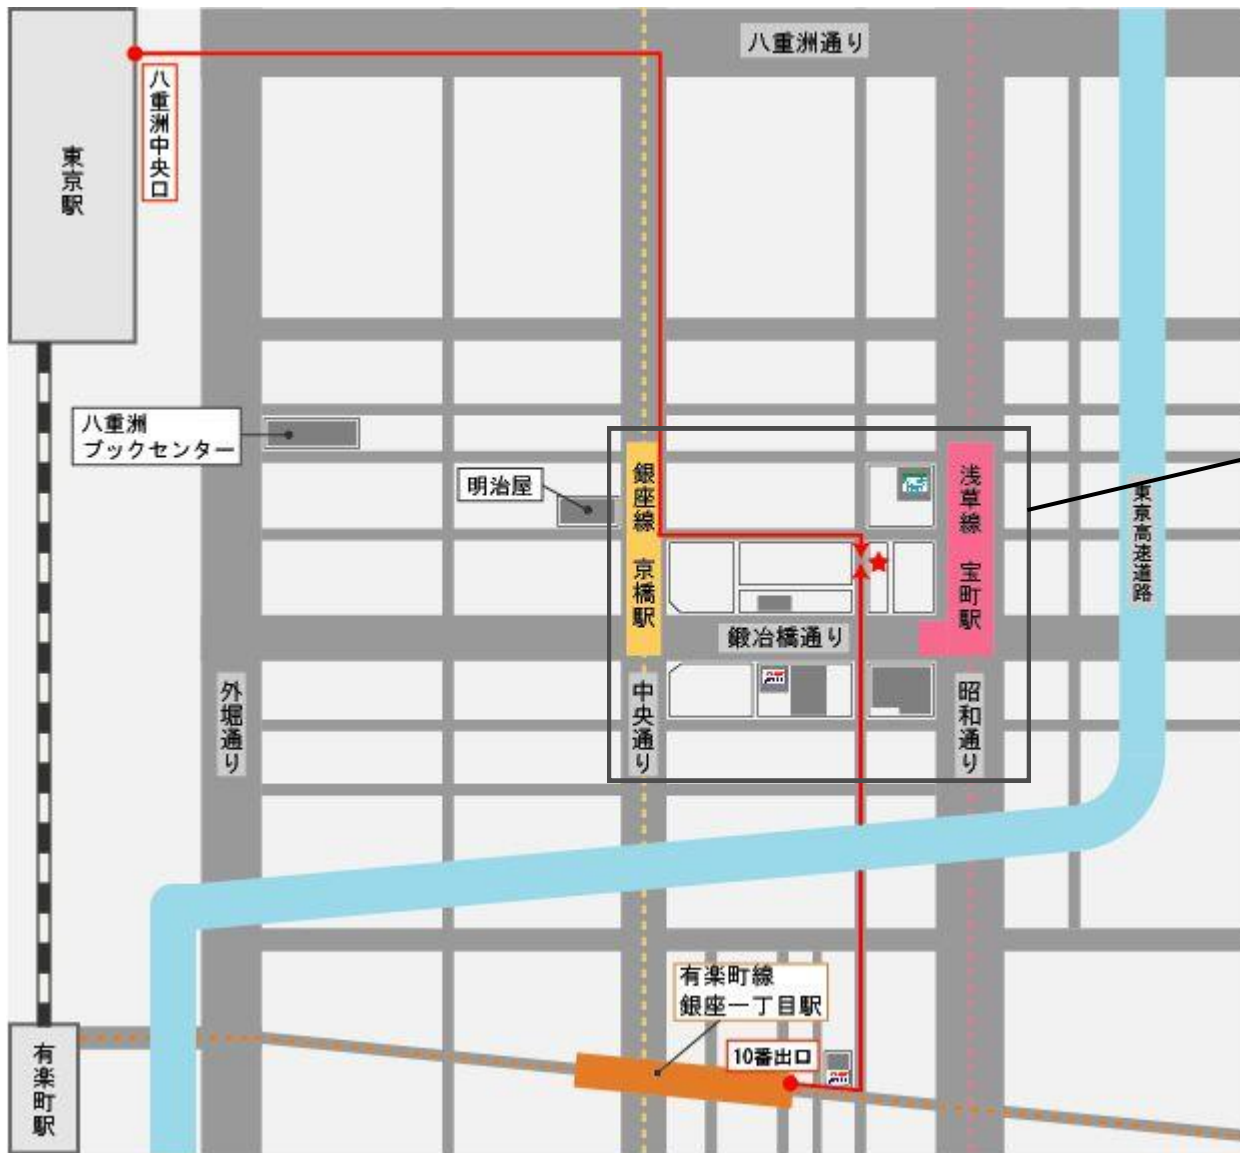 八重洲通り
八重洲中央口
東京駅
八重洲
ブックセンター
明治屋
銀座線 京橋駅
浅草線 宝町駅
東京高速道路
鍛冶橋通り
外堀通り
中央通り
昭和通り
有楽町線
銀座一丁目駅
10番出口
有楽町駅